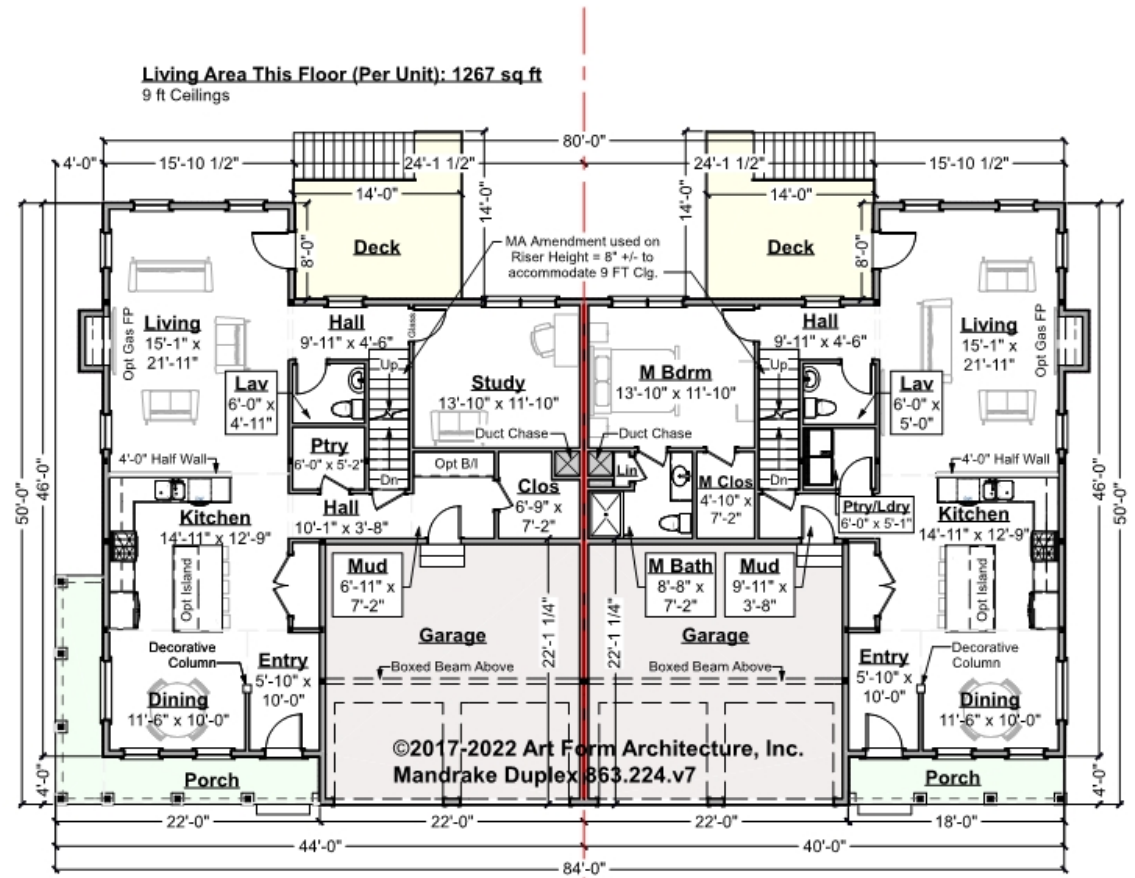 Living Area This Floor (Per Unit): 1267 sq ft
9 ft Ceilings
80'-0"
4'-0"
15'-10 1/2"
24'-1 1/2"
24'-1 1/2"
15'-10 1/2"
14'-0"
14'-0"
14'-0"
14'-0"
8'-0"
8'-0"
Deck
Deck
MA Amendment used on
Riser Height = 8" +/- to
accommodate 9 FT Clg.
Living
15'-1" x
21'-11"
Opt Gas FP
Hall
9'-11" x 4'-6"
Glass
Up
Study
13'-10" x 11'-10"
M Bdrm
13'-10" x 11'-10"
Hall
9'-11" x 4'-6"
Up
Living
15'-1" x
21'-11"
Opt Gas FP
Lav
6'-0" x
4'-11"
Lav
6'-0" x
5'-0"
Duct Chase
Duct Chase
Ptry
6'-0" x 5'-2"
4'-0" Half Wall
4'-0" Half Wall
Opt B/I
Dn
Dn
Lin
Clos
6'-9" x
7'-2"
M Clos
4'-10" x
7'-2"
Ptry/Ldry
6'-0" x 5'-1"
Kitchen
14'-11" x 12'-9"
Hall
10'-1" x 3'-8"
Kitchen
14'-11" x 12'-9"
50'-0"
46'-0"
46'-0"
50'-0"
Mud
6'-11" x
7'-2"
M Bath
8'-8" x
7'-2"
Mud
9'-11" x
3'-8"
Opt Island
Opt Island
Garage
22'-1 1/4"
22'-1 1/4"
Garage
Decorative
Column
Entry
5'-10" x
10'-0"
Boxed Beam Above
Boxed Beam Above
Entry
5'-10" x
10'-0"
Decorative
Column
Dining
11'-6" x 10'-0"
Dining
11'-6" x 10'-0"
©2017-2022 Art Form Architecture, Inc.
Mandrake Duplex 863.224.v7
4'-0"
Porch
Porch
4'-0"
22'-0"
22'-0"
22'-0"
18'-0"
44'-0"
40'-0"
84'-0"